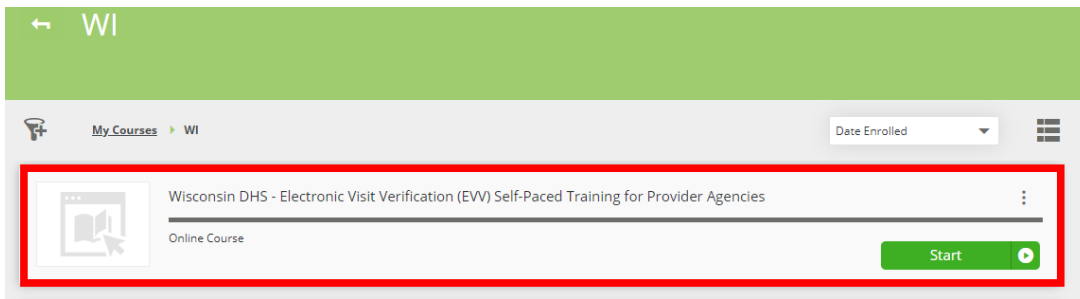 WI
My Courses WI
Date Enrolled
Wisconsin DHS - Electronic Visit Verification (EVV) Self-Paced Training for Provider Agencies
Online Course
Start